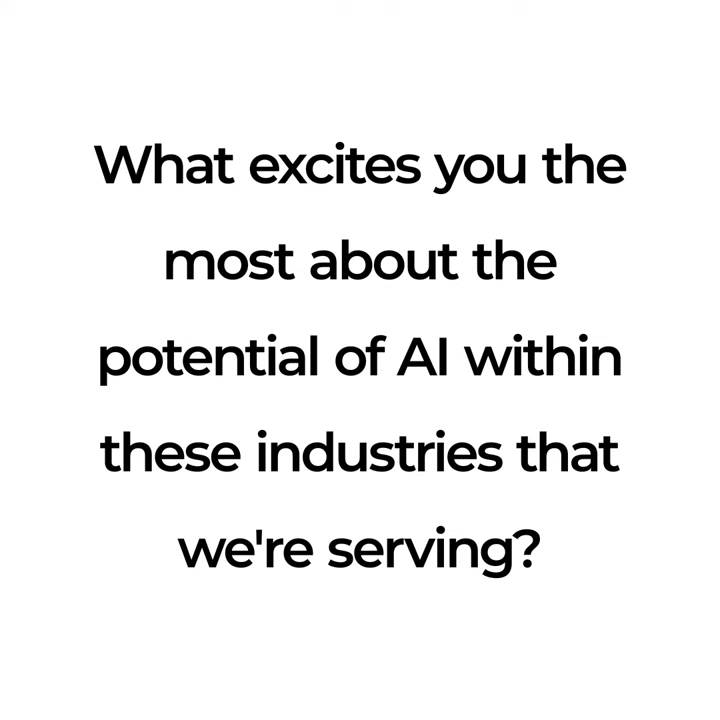 What excites you the
most about the
potential of AI within
these industries that
we're serving?